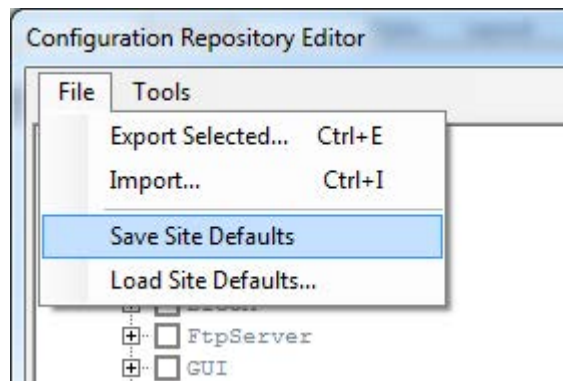 Configuration Repository Editor
File Tools
Export Selected... Ctrl+E
Import... Ctrl+I
Save Site Defaults
Load Site Defaults...
FtpServer
GUI